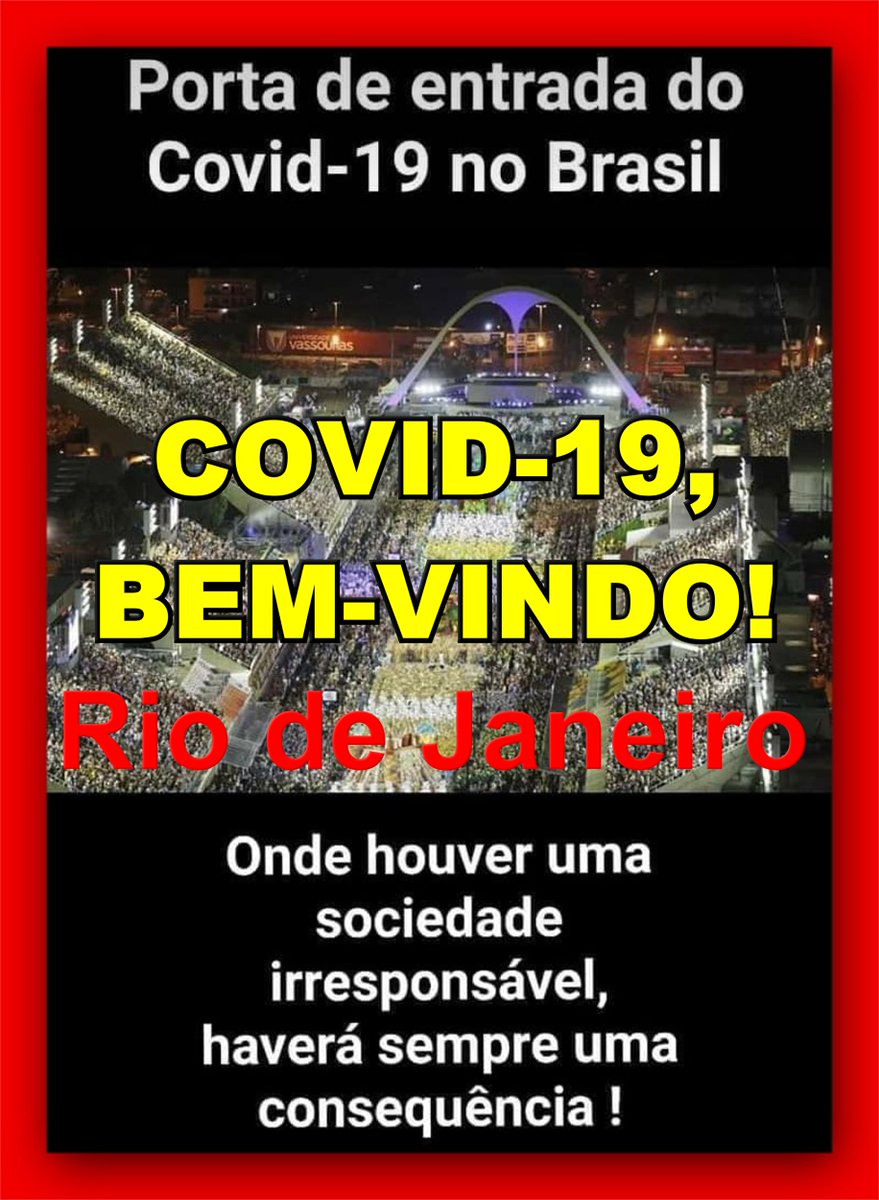 Porta de entrada do
Covid-19 no Brasil
vassouras
COVID-19,
BEM-VINDO!
Rio de Janeiro
Onde houver uma
sociedade
irresponsável,
haverá sempre uma
consequência !